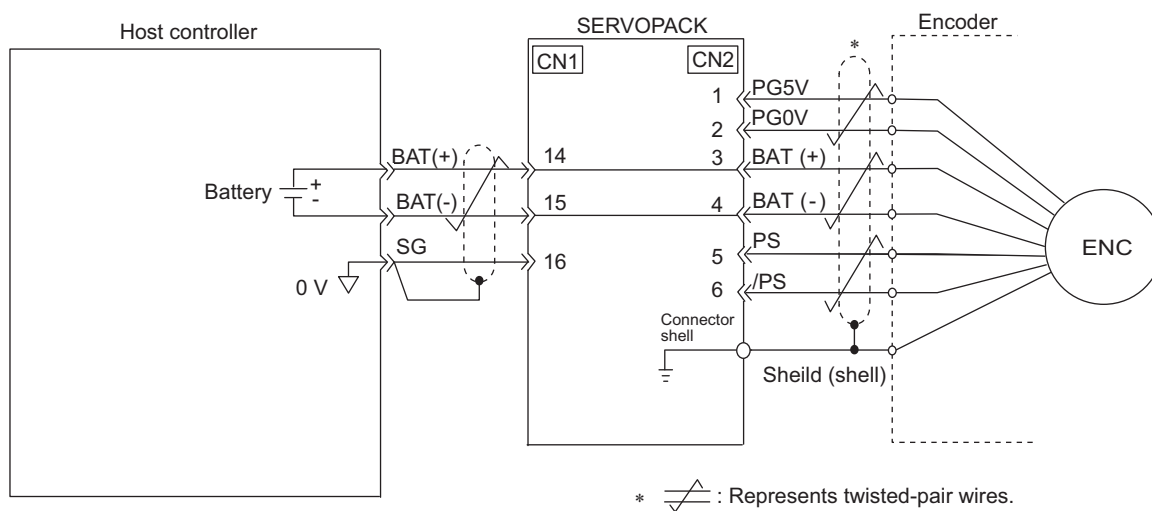 Host controller
SERVOPACK
Encoder
CN1
CN2
*
1
PG5V
2
PG0V
BAT(+)
14
3
BAT (+)
Battery
+
-
BAT(-)
15
4
BAT (-)
SG
16
5
PS
ENC
0 V
6
/PS
Connector
shell
Sheild (shell)
* : Represents twisted-pair wires.